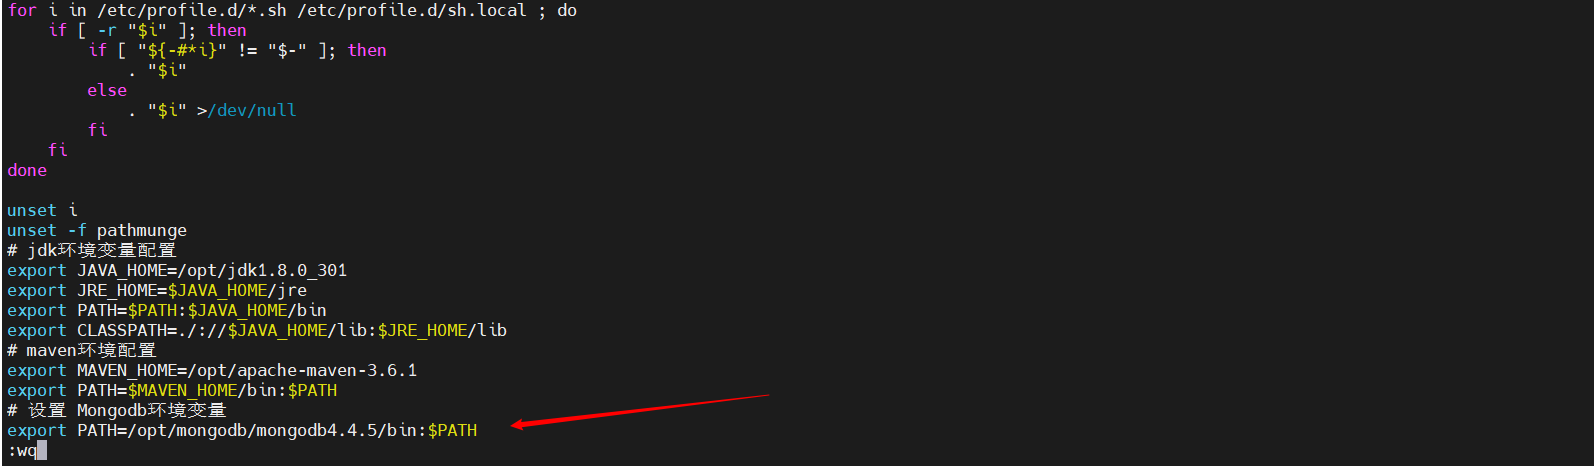 for i in /etc/profile.d/*.sh /etc/profile.d/sh.local ; do
    if [ -r "$i" ]; then
        if [ "${-#*i}" != "$-" ]; then
            . "$i"
        else
            . "$i" >/dev/null
        fi
    fi
done

unset i
unset -f pathmunge
# jdk环境变量配置
export JAVA_HOME=/opt/jdk1.8.0_301
export JRE_HOME=$JAVA_HOME/jre
export PATH=$PATH:$JAVA_HOME/bin
export CLASSPATH=./://$JAVA_HOME/lib:$JRE_HOME/lib
# maven环境配置
export MAVEN_HOME=/opt/apache-maven-3.6.1
export PATH=$MAVEN_HOME/bin:$PATH
# 设置 Mongodb环境变量
export PATH=/opt/mongodb/mongodb4.4.5/bin:$PATH
:wq